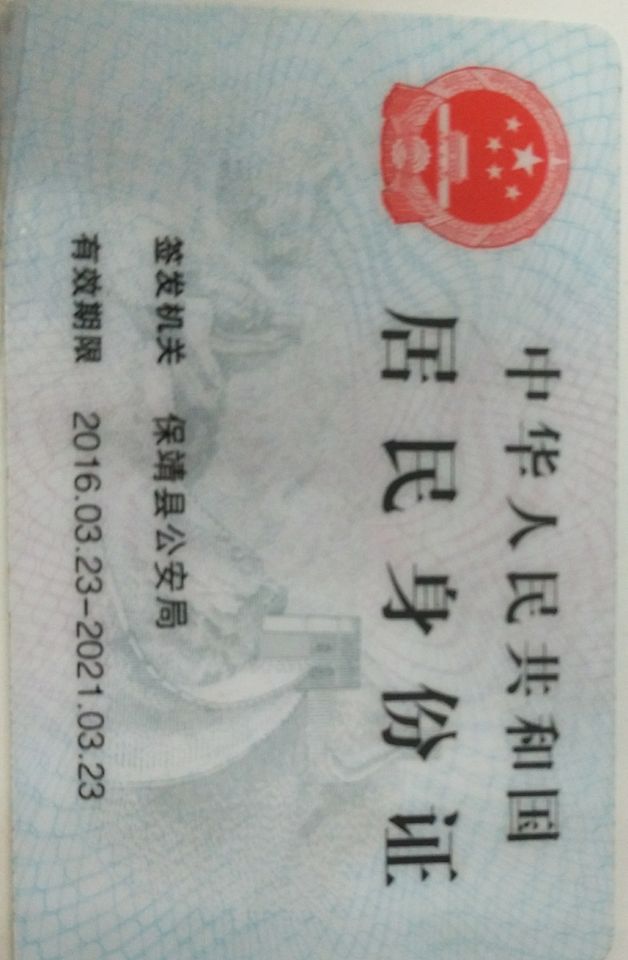 中华人民共和国
居民身份证
签发机关 保靖县公安局
有效期限 2016.03.23-2021.03.23